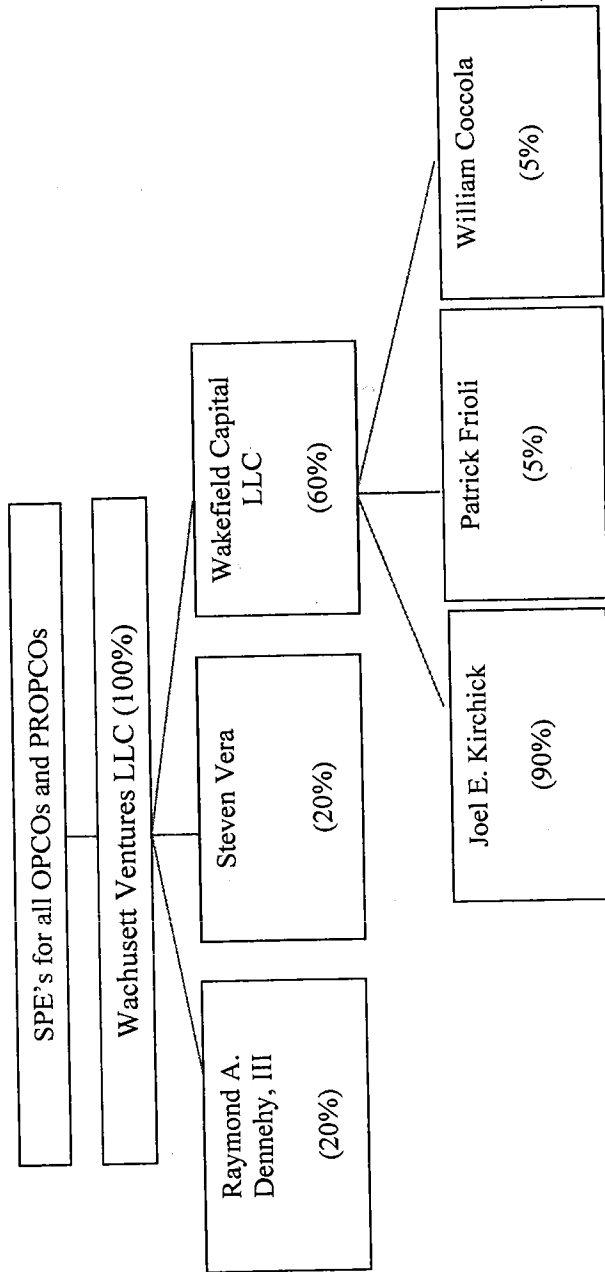 SPE's for all OPCOs and PROPCOs
Wachusett Ventures LLC (100%)
Raymond A.
Dennehy, III
(20%)
Steven Vera
(20%)
Wakefield Capital
LLC
(60%)
Joel E. Kirchick
(90%)
Patrick Frioli
(5%)
William Coccola
(5%)